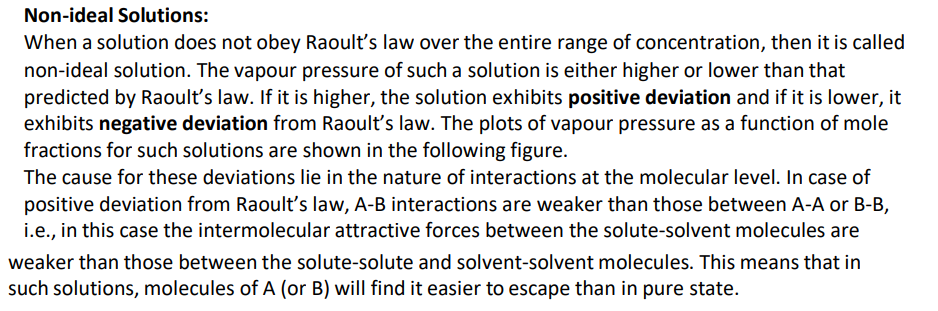 Non-ideal Solutions:
When a solution does not obey Raoult’s law over the entire range of concentration, then it is called
non-ideal solution. The vapour pressure of such a solution is either higher or lower than that
predicted by Raoult’s law. If it is higher, the solution exhibits positive deviation and if it is lower, it
exhibits negative deviation from Raoult’s law. The plots of vapour pressure as a function of mole
fractions for such solutions are shown in the following figure.
The cause for these deviations lie in the nature of interactions at the molecular level. In case of
positive deviation from Raoult’s law, A-B interactions are weaker than those between A-A or B-B,
i.e., in this case the intermolecular attractive forces between the solute-solvent molecules are
weaker than those between the solute-solute and solvent-solvent molecules. This means that in
such solutions, molecules of A (or B) will find it easier to escape than in pure state.